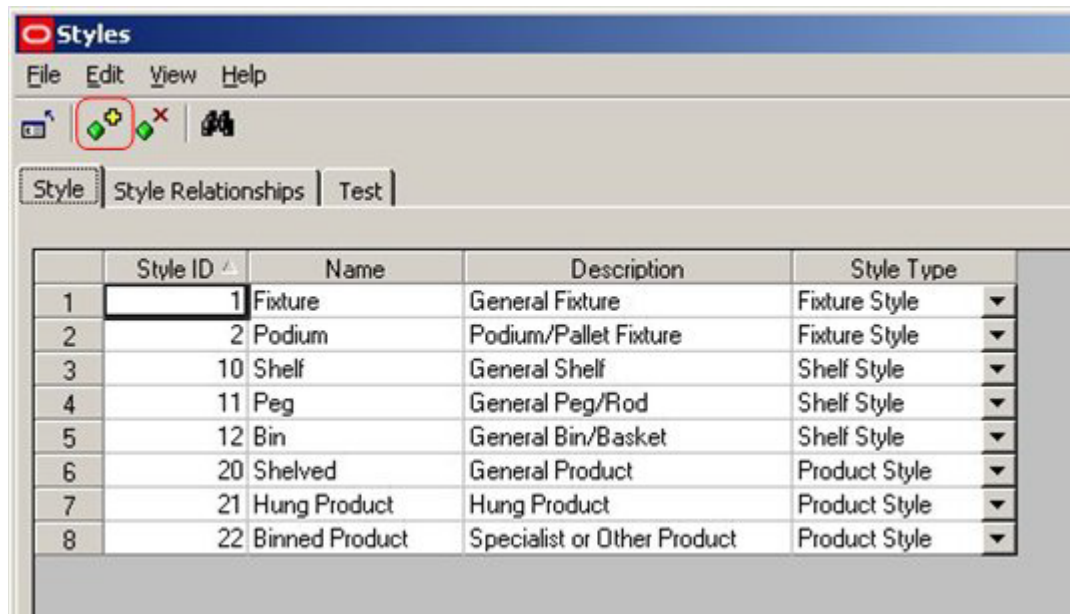 Styles
File Edit View Help
Style Style Relationships Test
Style ID Name Description Style Type
1 1 Fixture General Fixture Fixture Style
2 2 Podium Podium/Pallet Fixture Fixture Style
3 10 Shelf General Shelf Shelf Style
4 11 Peg General Peg/Rod Shelf Style
5 12 Bin General Bin/Basket Shelf Style
6 20 Shelved General Product Product Style
7 21 Hung Product Hung Product Product Style
8 22 Binned Product Specialist or Other Product Product Style